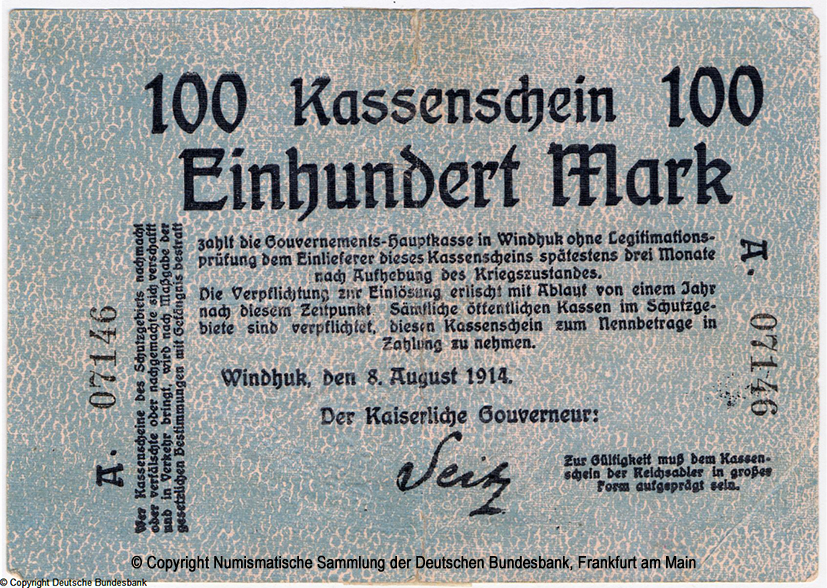 100 Kassenschein 100
Einhundert Mark
zahlt die Gouvernements-Hauptkasse in Windhuk ohne Legitimations-
prüfung dem Einlieferer dieses Kassenscheins spätestens drei Monate
nach Aufhebung des Kriegszustandes.
Die Verpflichtung zur Einlösung erlischt mit Ablauf von einem Jahr
nach diesem Zeitpunkt Sämtliche öffentlichen Kassen im Schutzge-
biete sind verpflichtet, diesen Kassenschein zum Nennbetrage in
Zahlung zu nehmen.
Windhuk, den 8. August 1914.
Der Kaiserliche Gouverneur:
Seitz
Zur Gültigkeit muß dem Kassen-
schein der Reichsadler in großer
Form aufgeprägt sein.
A. 07146
Wer Kassenscheine des Schutzgebiets nachmacht
oder verfälscht oder nachgemachte sich verschafft
und in Verkehr bringt, wird nach Maßgabe der
gesetzlichen Bestimmungen mit Gefängnis bestraft
A. 07146
© Copyright Numismatische Sammlung der Deutschen Bundesbank, Frankfurt am Main
© Copyright Deutsche Bundesbank